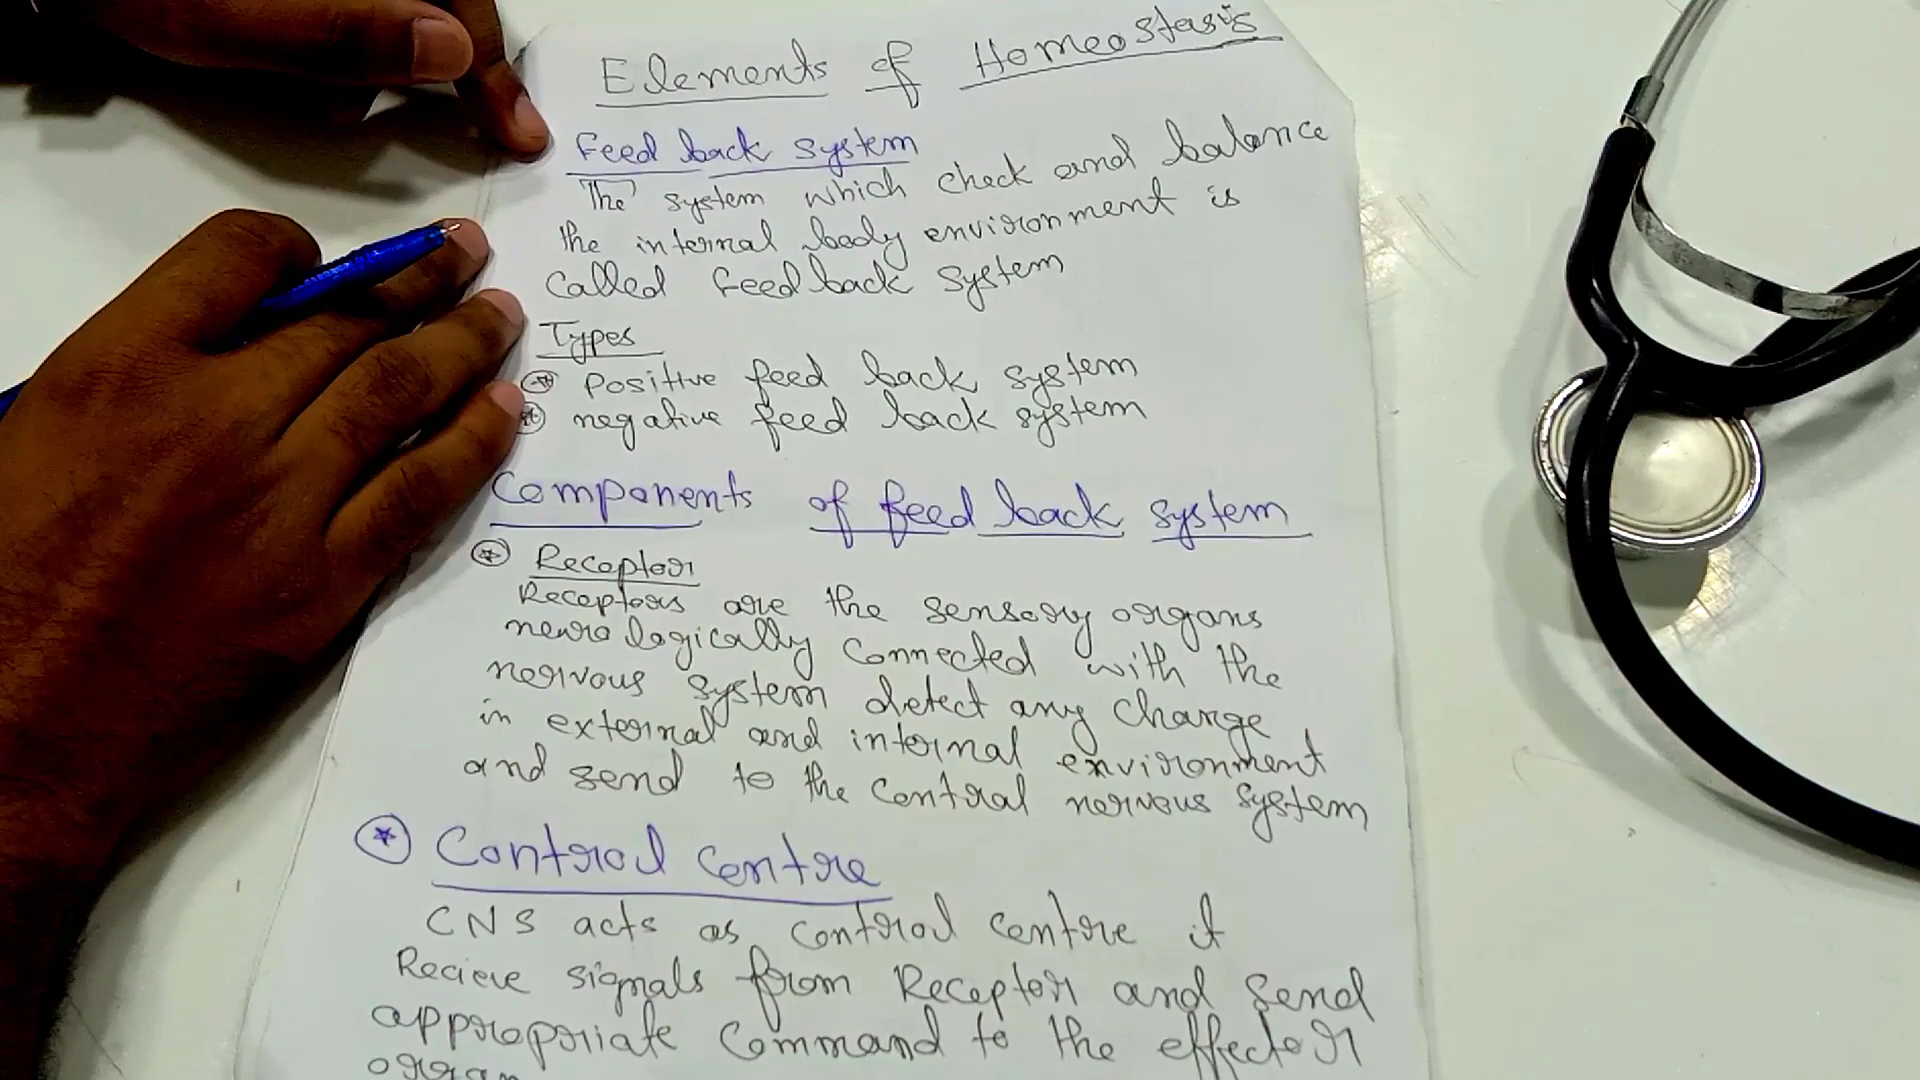 Elements of Homeostasis
Feed back system
The system which check and balance
the internal body environment is
called Feed back system
Types
Positive feed back system
negative feed back system
Components of feed back system
Receptor
Receptors are the sensory organs
neurologically connected with the
nervous system detect any change
in external and internal environment
and send to the central nervous system
Control centre
CNS acts as control centre it
Recieve signals from Receptor and send
appropriate command to the effector
organ